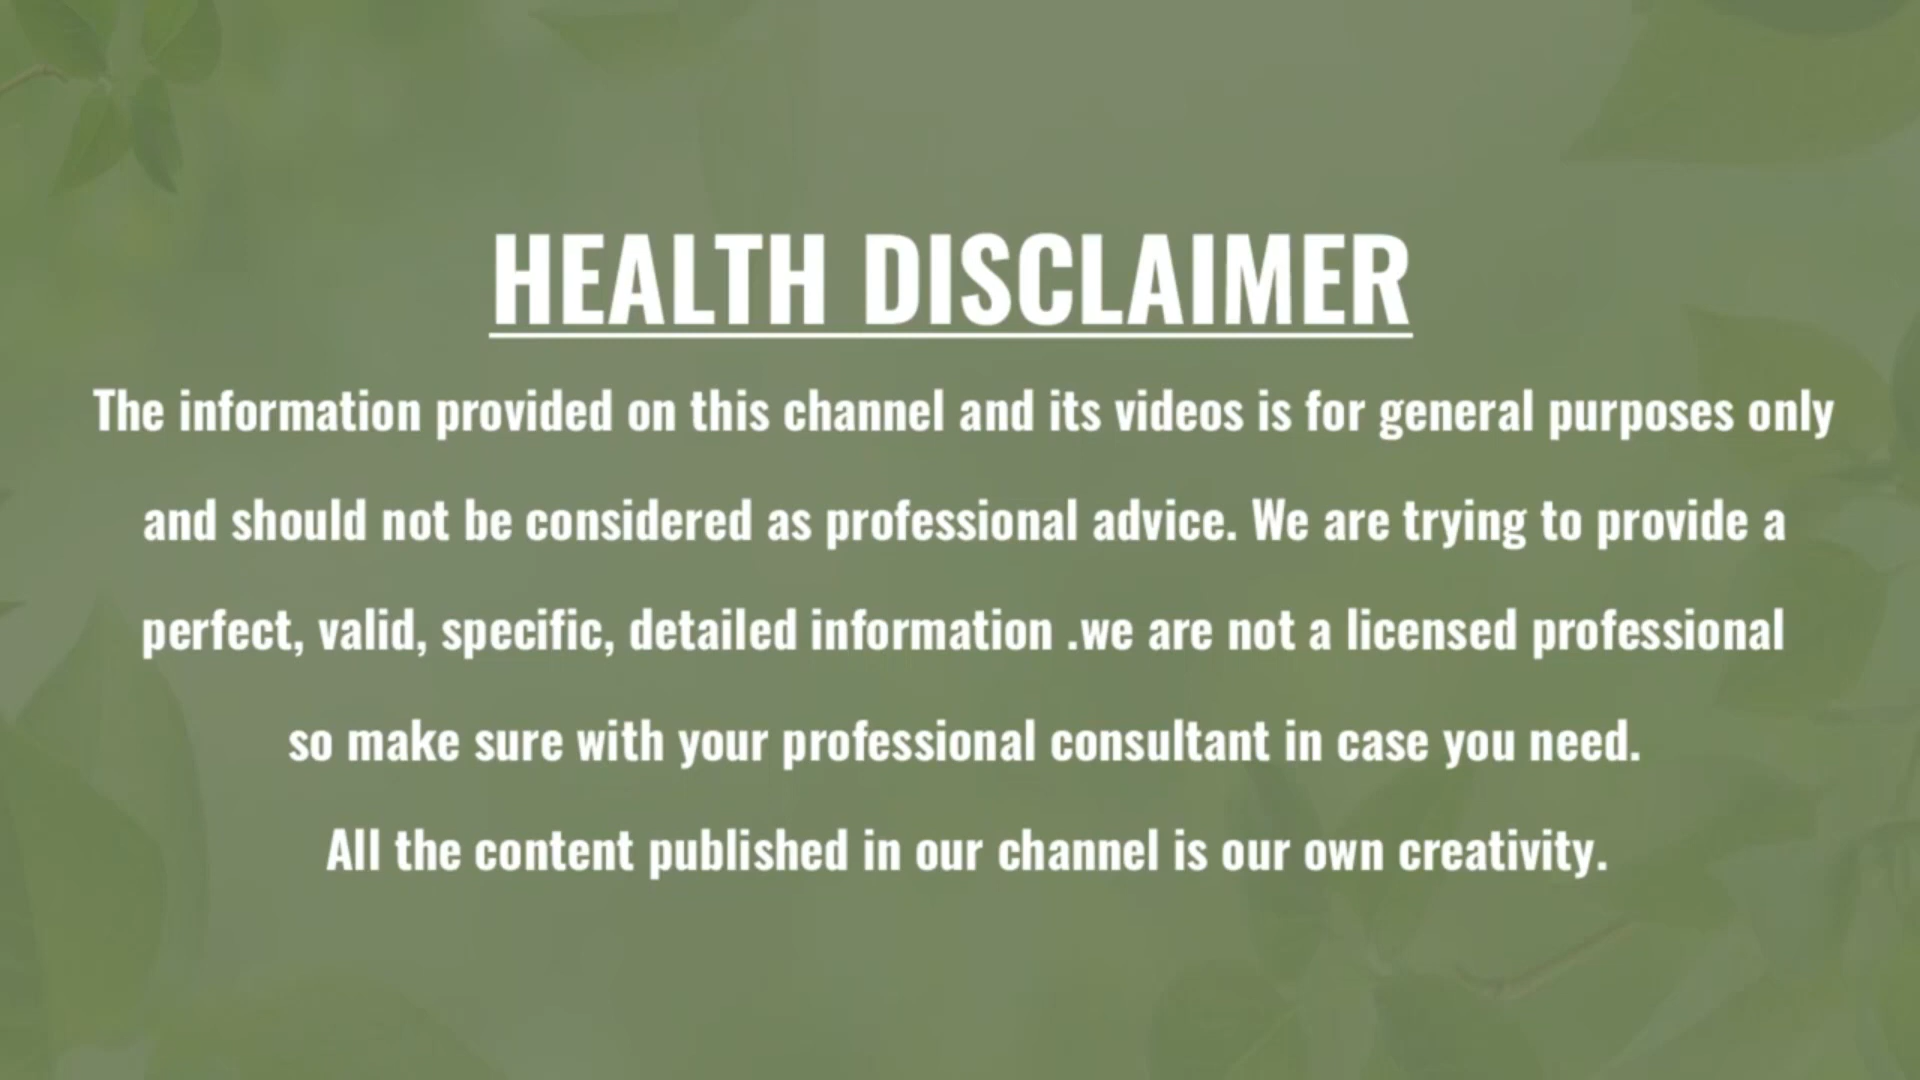 HEALTH DISCLAIMER
The information provided on this channel and its videos is for general purposes only
and should not be considered as professional advice. We are trying to provide a
perfect, valid, specific, detailed information .we are not a licensed professional
so make sure with your professional consultant in case you need.
All the content published in our channel is our own creativity.